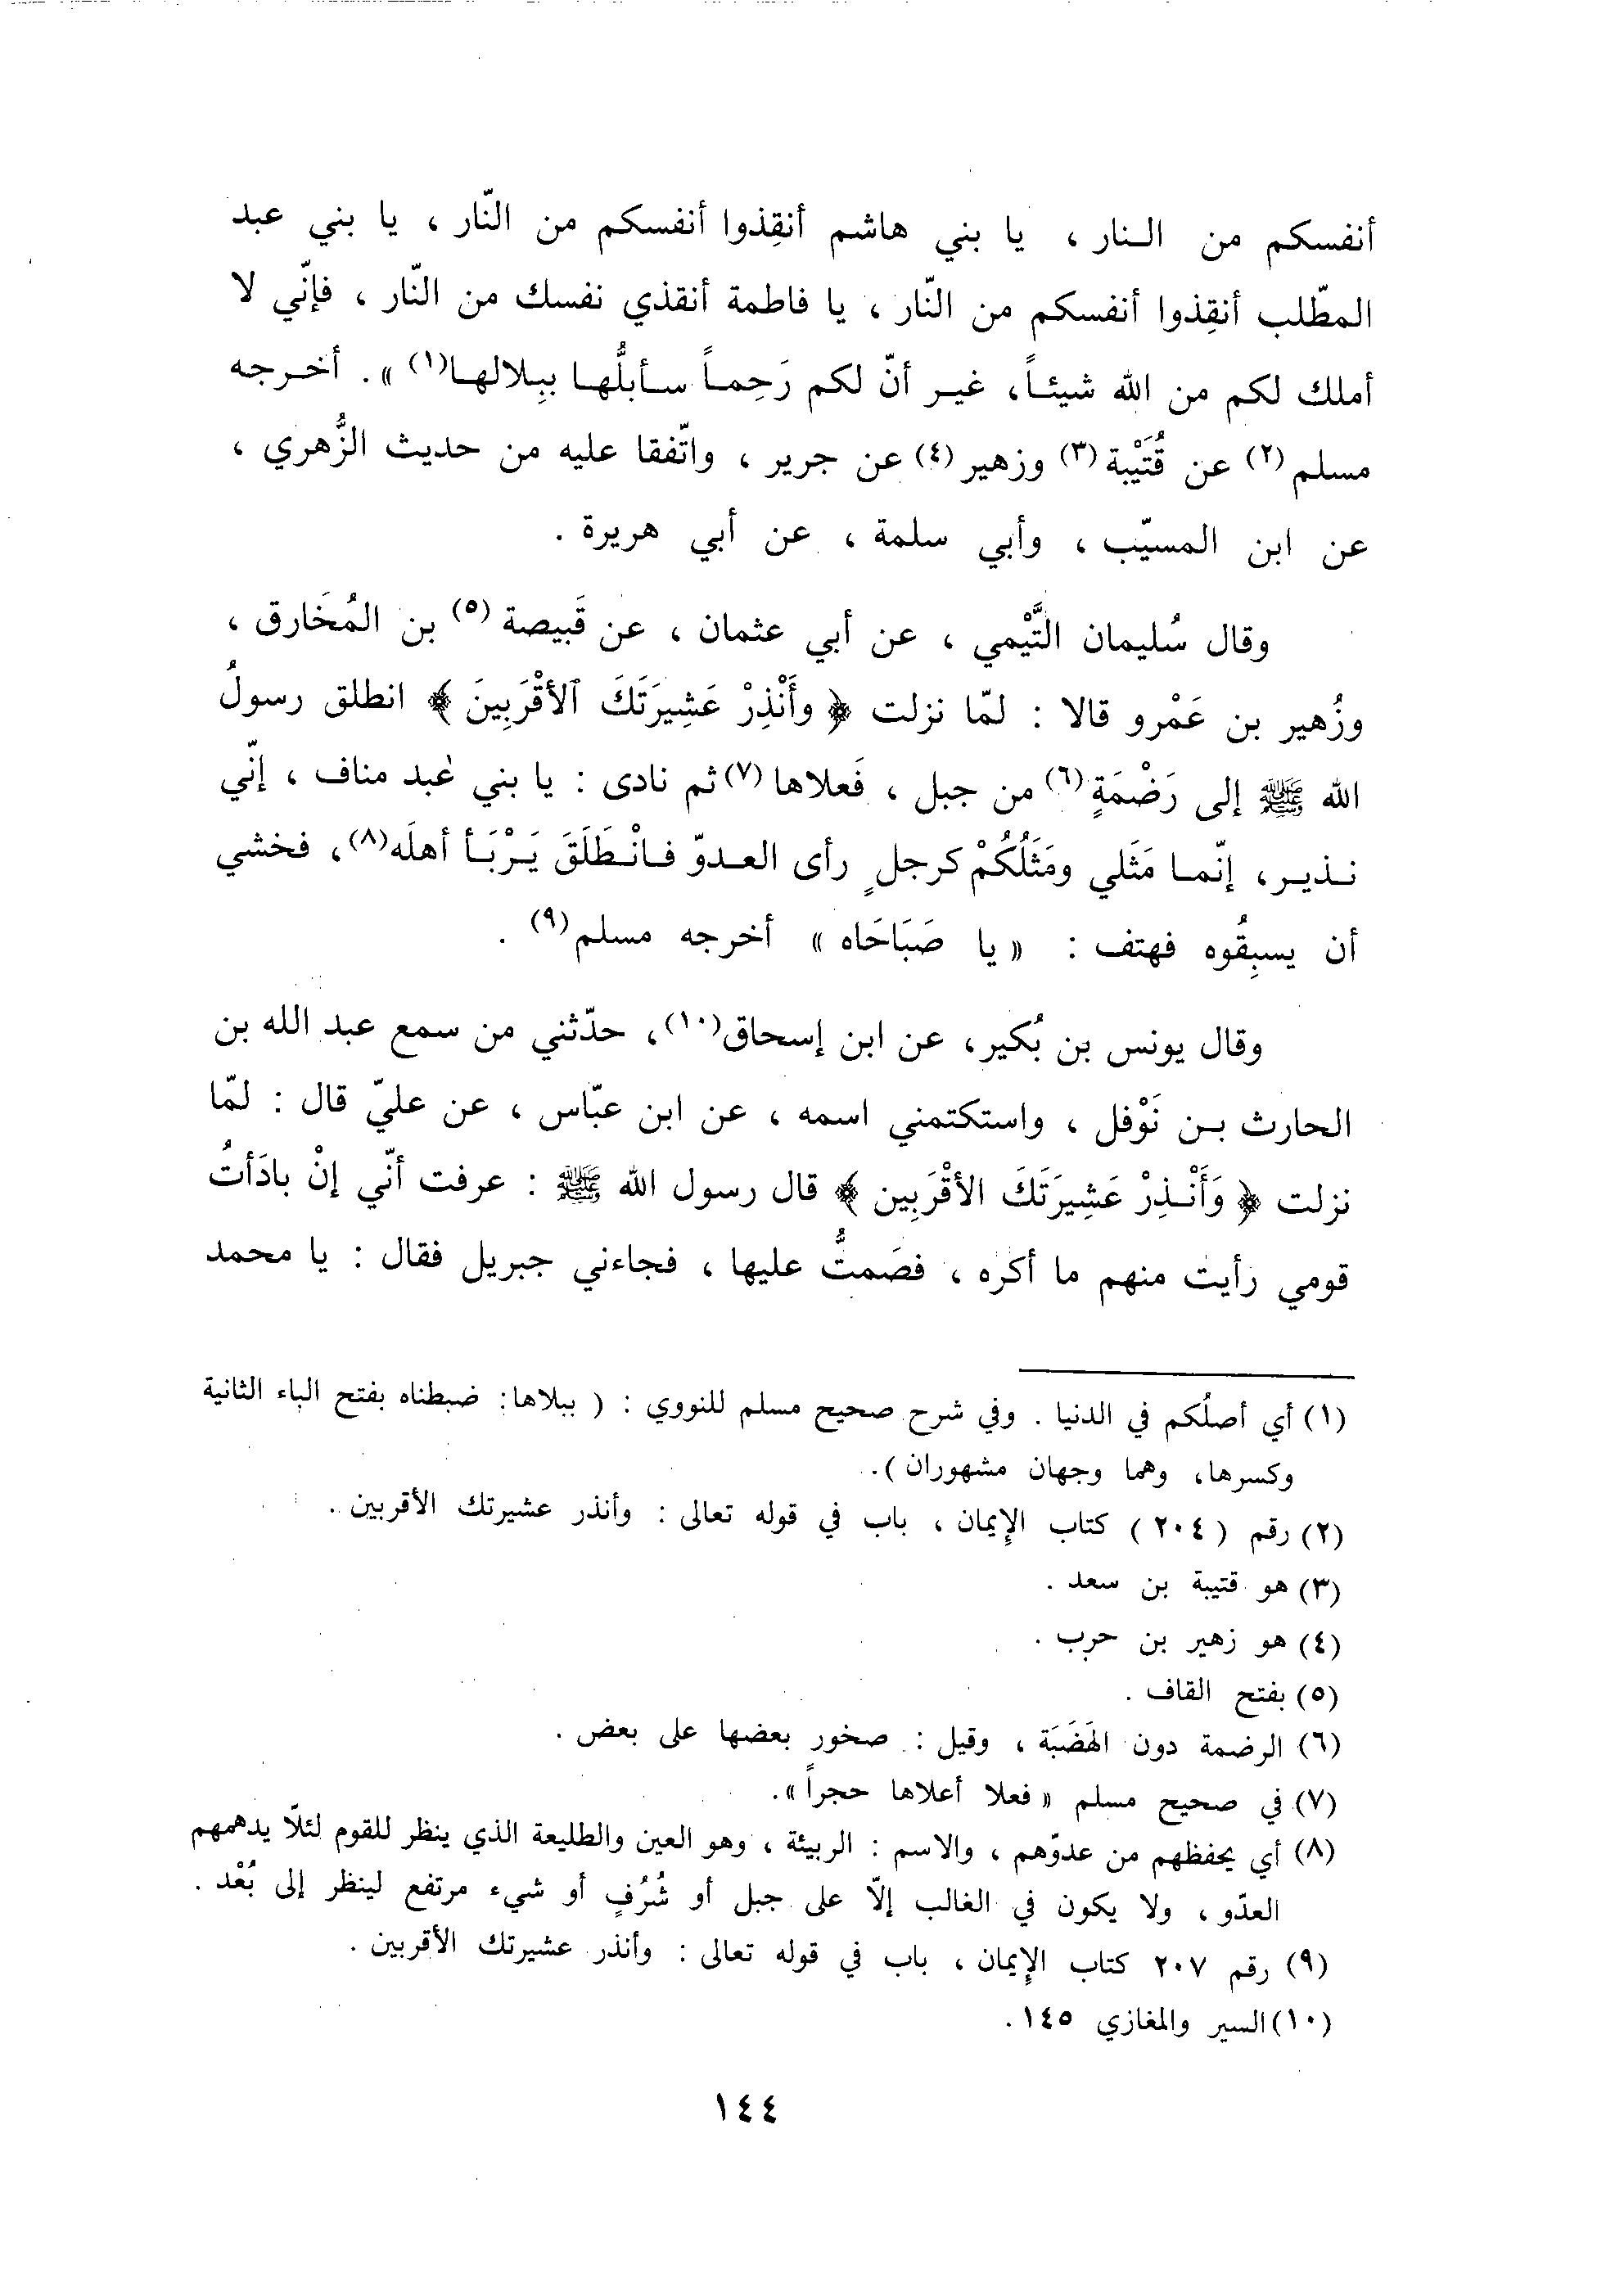 أنفسكم من النار ، يا بني هاشم أنقِذوا أنفسكم من النّار ، يا بني عبد
المطّلب أنقِذوا أنفسكم من النّار ، يا فاطمة أنقذي نفسك من النّار ، فإنّي لا
أملك لكم من الله شيئاً، غير أنّ لكم رَحِماً سأبلُّها ببِلالها(١) » . أخرجه
مسلم (٢) عن قُتَيْبة (٣) وزهير (٤) عن جرير ، واتّفقا عليه من حديث الزُّهري ،
عن ابن المسيّب ، وأبي سلمة ، عن أبي هريرة .
وقال سُليمان التَّيْمي ، عن أبي عثمان ، عن قَبيصة (٥) بن المُخَارق ،
وزُهير بن عَمْرو قالا : لمّا نزلت ﴿ وأَنْذِرْ عَشِيرَتَكَ ٱلأقْرَبِينَ ﴾ انطلق رسولُ
الله ﷺ إلى رَضْمَةٍ (٦) من جبل ، فَعلاها (٧) ثم نادى : يا بني عبد مناف ، إنّي
نذير، إنّما مَثَلي ومَثَلُكُمْ كرجلٍ رأى العدوّ فانْطَلَقَ يَرْبَأ أهلَه(٨)، فخشي
أن يسبِقُوه فهتف : « يا صَبَاحَاه » أخرجه مسلم (٩) .
وقال يونس بن بُكير، عن ابن إسحاق(١٠)، حدّثني من سمع عبد الله بن
الحارث بن نَوْفل ، واستكتمني اسمه ، عن ابن عبّاس ، عن عليّ قال : لمّا
نزلت ﴿ وَأَنْذِرْ عَشِيرَتَكَ الأقْرَبِين ﴾ قال رسول الله ﷺ : عرفت أنّي إنْ بادَأتُ
قومي رأيت منهم ما أكره ، فصَمتُّ عليها ، فجاءني جبريل فقال : يا محمد
(١) أي أصلُكم في الدنيا . وفي شرح صحيح مسلم للنووي : ( ببلاها: ضبطناه بفتح الباء الثانية
وكسرها، وهما وجهان مشهوران ).
(٢) رقم ( ٢٠٤ ) كتاب الإِيمان ، باب في قوله تعالى : وأنذر عشيرتك الأقربين .
(٣) هو قتيبة بن سعد .
(٤) هو زهير بن حرب .
(٥) بفتح القاف .
(٦) الرضمة دون الهَضَبَة ، وقيل : صخور بعضها على بعض .
(٧) في صحيح مسلم « فعلا أعلاها حجراً ».
(٨) أي يحفظهم من عدوّهم ، والاسم : الربيئة ، وهو العين والطليعة الذي ينظر للقوم لئلّا يدهمهم
العدّو ، ولا يكون في الغالب إلّا على جبل أو شُرُفٍ أو شيء مرتفع لينظر إلى بُعْد .
(٩) رقم ٢٠٧ كتاب الإِيمان ، باب في قوله تعالى : وأنذر عشيرتك الأقربين .
(١٠) السير والمغازي ١٤٥ .
١٤٤